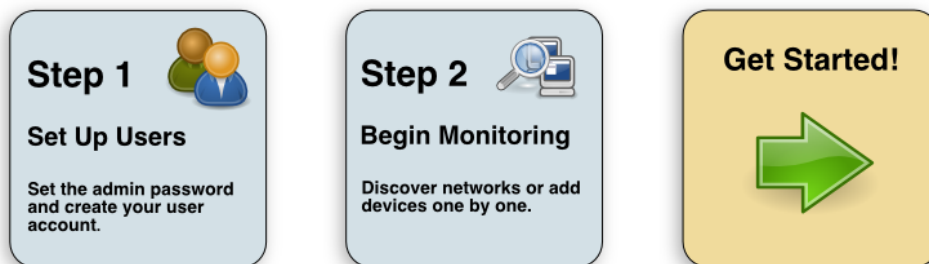 Step 1
Set Up Users
Set the admin password
and create your user
account.
Step 2
Begin Monitoring
Discover networks or add
devices one by one.
Get Started!